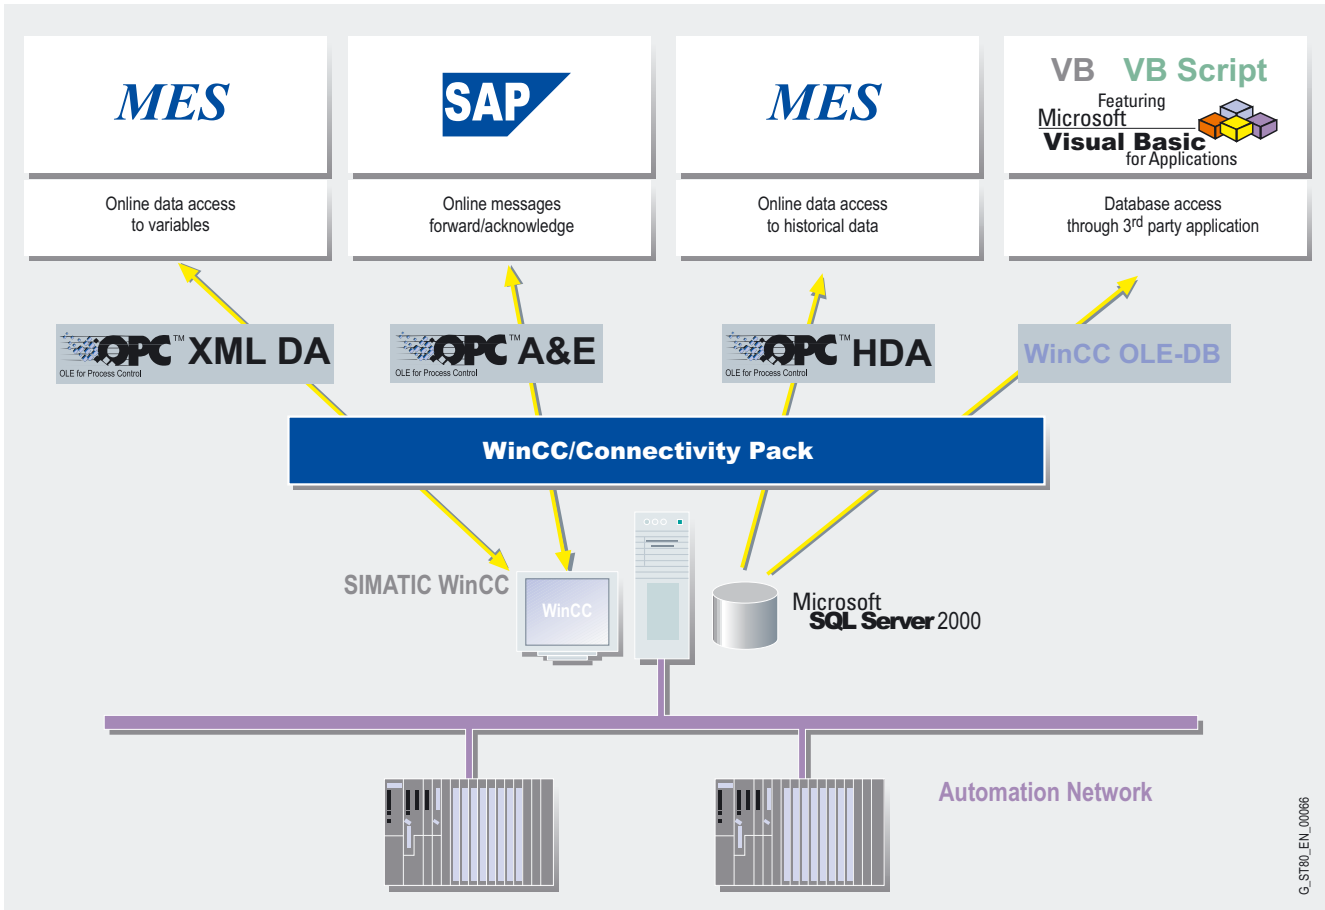 MES
SAP
MES
VB VB Script
Featuring
Microsoft
Visual Basic
for Applications
Online data access
to variables
Online messages
forward/acknowledge
Online data access
to historical data
Database access
through 3rd party application
OPC™ XML DA
OLE for Process Control
OPC™ A&E
OLE for Process Control
OPC™ HDA
OLE for Process Control
WinCC OLE-DB
WinCC/Connectivity Pack
SIMATIC WinCC
WinCC
Microsoft
SQL Server 2000
Automation Network
G_ST80_EN_00066